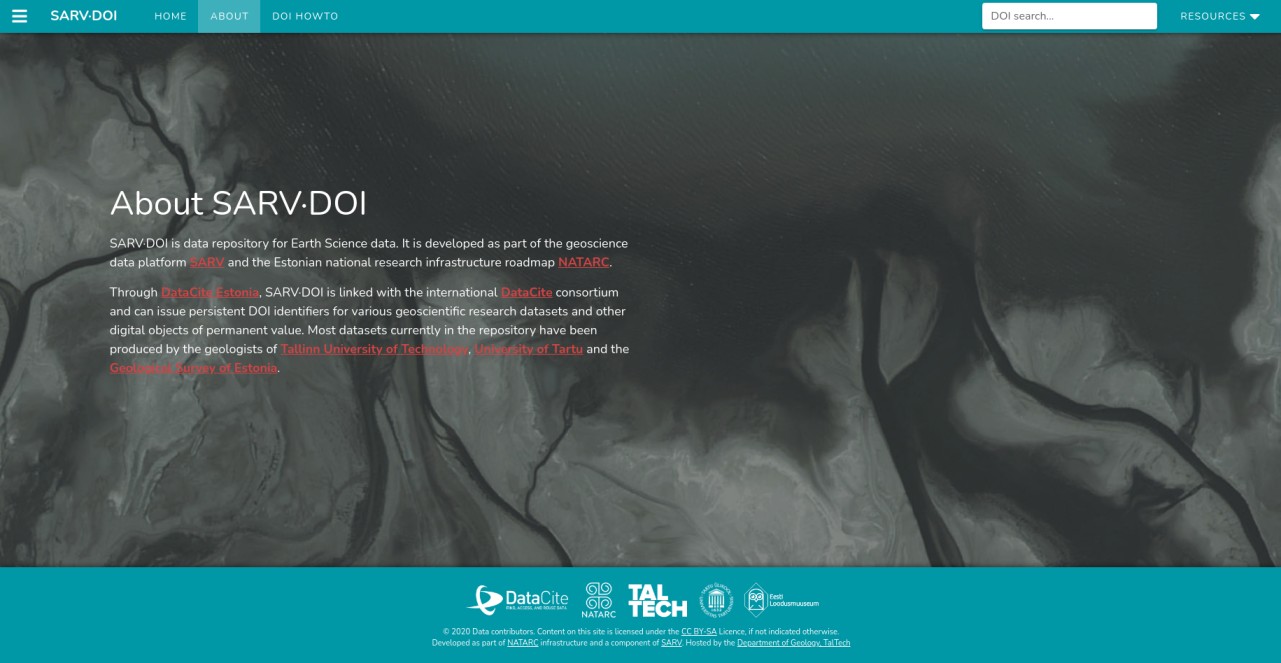 SARV·DOI
HOME
ABOUT
DOI HOWTO
DOI search...
RESOURCES
About SARV·DOI
SARV·DOI is data repository for Earth Science data. It is developed as part of the geoscience
data platform SARV and the Estonian national research infrastructure roadmap NATARC.
Through DataCite Estonia, SARV·DOI is linked with the international DataCite consortium
and can issue persistent DOI identifiers for various geoscientific research datasets and other
digital objects of permanent value. Most datasets currently in the repository have been
produced by the geologists of Tallinn University of Technology, University of Tartu and the
Geological Survey of Estonia.
DataCite
FIND, ACCESS, AND REUSE DATA
NATARC
TAL
TECH
Eesti
Loodusmuuseum
© 2020 Data contributors. Content on this site is licensed under the CC BY-SA Licence, if not indicated otherwise.
Developed as part of NATARC infrastructure and a component of SARV. Hosted by the Department of Geology, TalTech